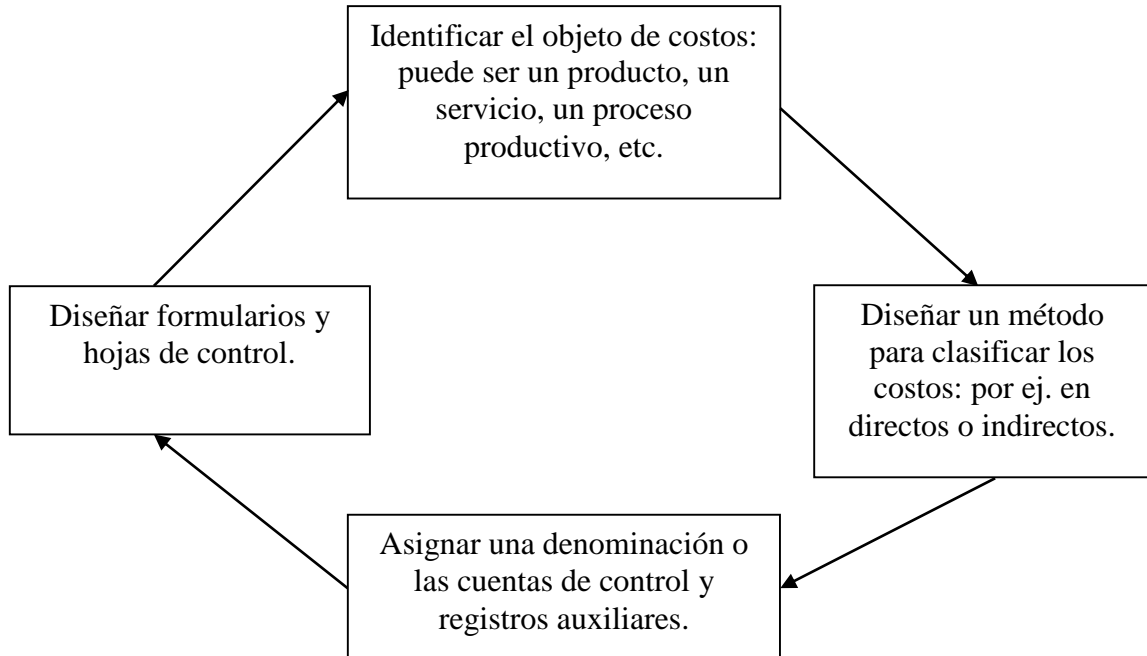 Identificar el objeto de costos:
puede ser un producto, un
servicio, un proceso
productivo, etc.
Diseñar un método
para clasificar los
costos: por ej. en
directos o indirectos.
Asignar una denominación o
las cuentas de control y
registros auxiliares.
Diseñar formularios y
hojas de control.